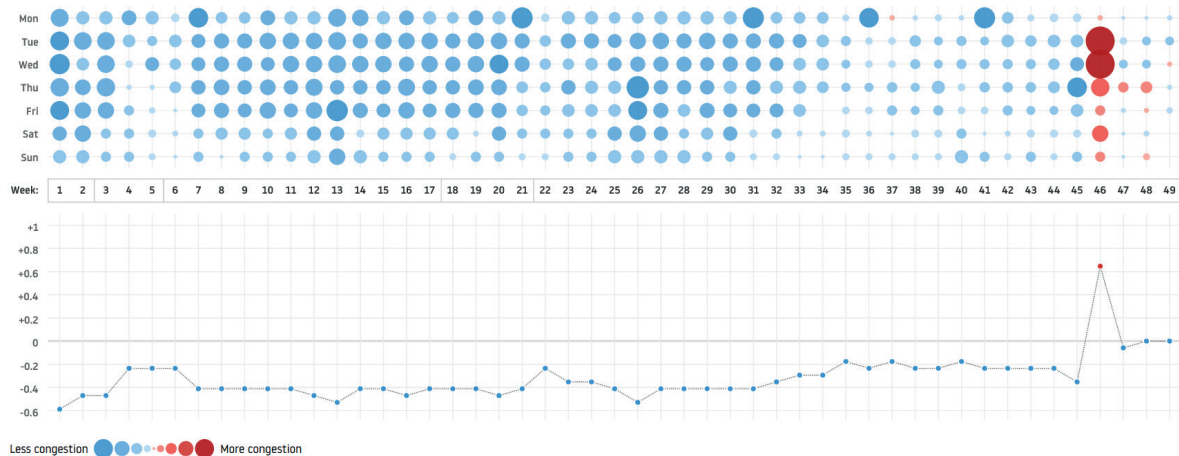 Mon
Tue
Wed
Thu
Fri
Sat
Sun
Week: 1 2 3 4 5 6 7 8 9 10 11 12 13 14 15 16 17 18 19 20 21 22 23 24 25 26 27 28 29 30 31 32 33 34 35 36 37 38 39 40 41 42 43 44 45 46 47 48 49
+1
+0.8
+0.6
+0.4
+0.2
0
-0.2
-0.4
-0.6
Less congestion More congestion